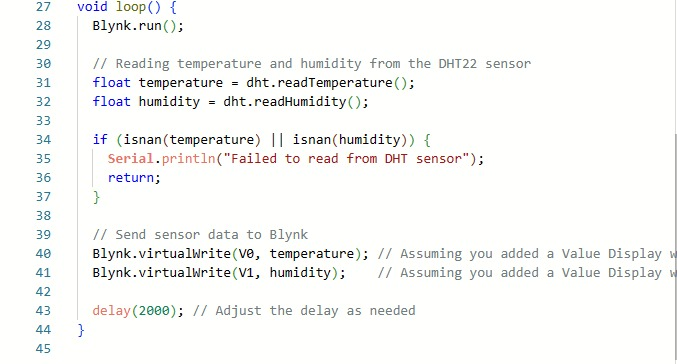 27 void loop() {
28   Blynk.run();
29
30   // Reading temperature and humidity from the DHT22 sensor
31   float temperature = dht.readTemperature();
32   float humidity = dht.readHumidity();
33
34   if (isnan(temperature) || isnan(humidity)) {
35     Serial.println("Failed to read from DHT sensor");
36     return;
37   }
38
39   // Send sensor data to Blynk
40   Blynk.virtualWrite(V0, temperature); // Assuming you added a Value Display w
41   Blynk.virtualWrite(V1, humidity);    // Assuming you added a Value Display w
42
43   delay(2000); // Adjust the delay as needed
44 }
45